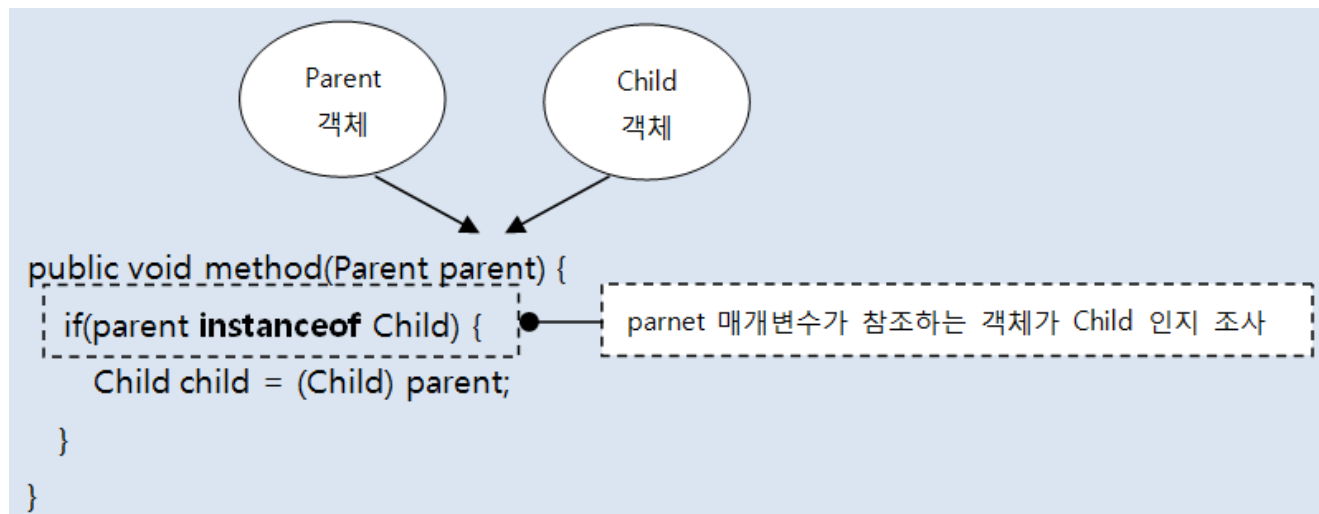 Parent
객체
Child
객체
public void method(Parent parent) {
if(parent instanceof Child) {
parnet 매개변수가 참조하는 객체가 Child 인지 조사
Child child = (Child) parent;
}
}